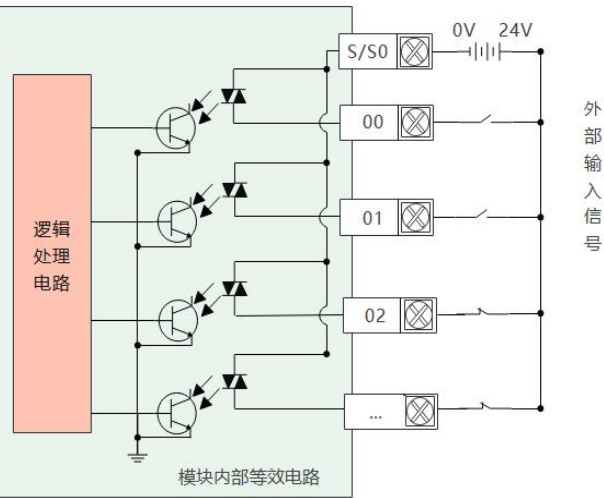 0V 24V
S/S0
00
01
02
...
逻辑
处理
电路
外
部
输
入
信
号
模块内部等效电路